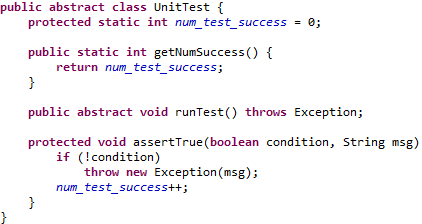 public abstract class UnitTest {
    protected static int num_test_success = 0;

    public static int getNumSuccess() {
        return num_test_success;
    }

    public abstract void runTest() throws Exception;

    protected void assertTrue(boolean condition, String msg)
        if (!condition)
            throw new Exception(msg);
        num_test_success++;
    }
}